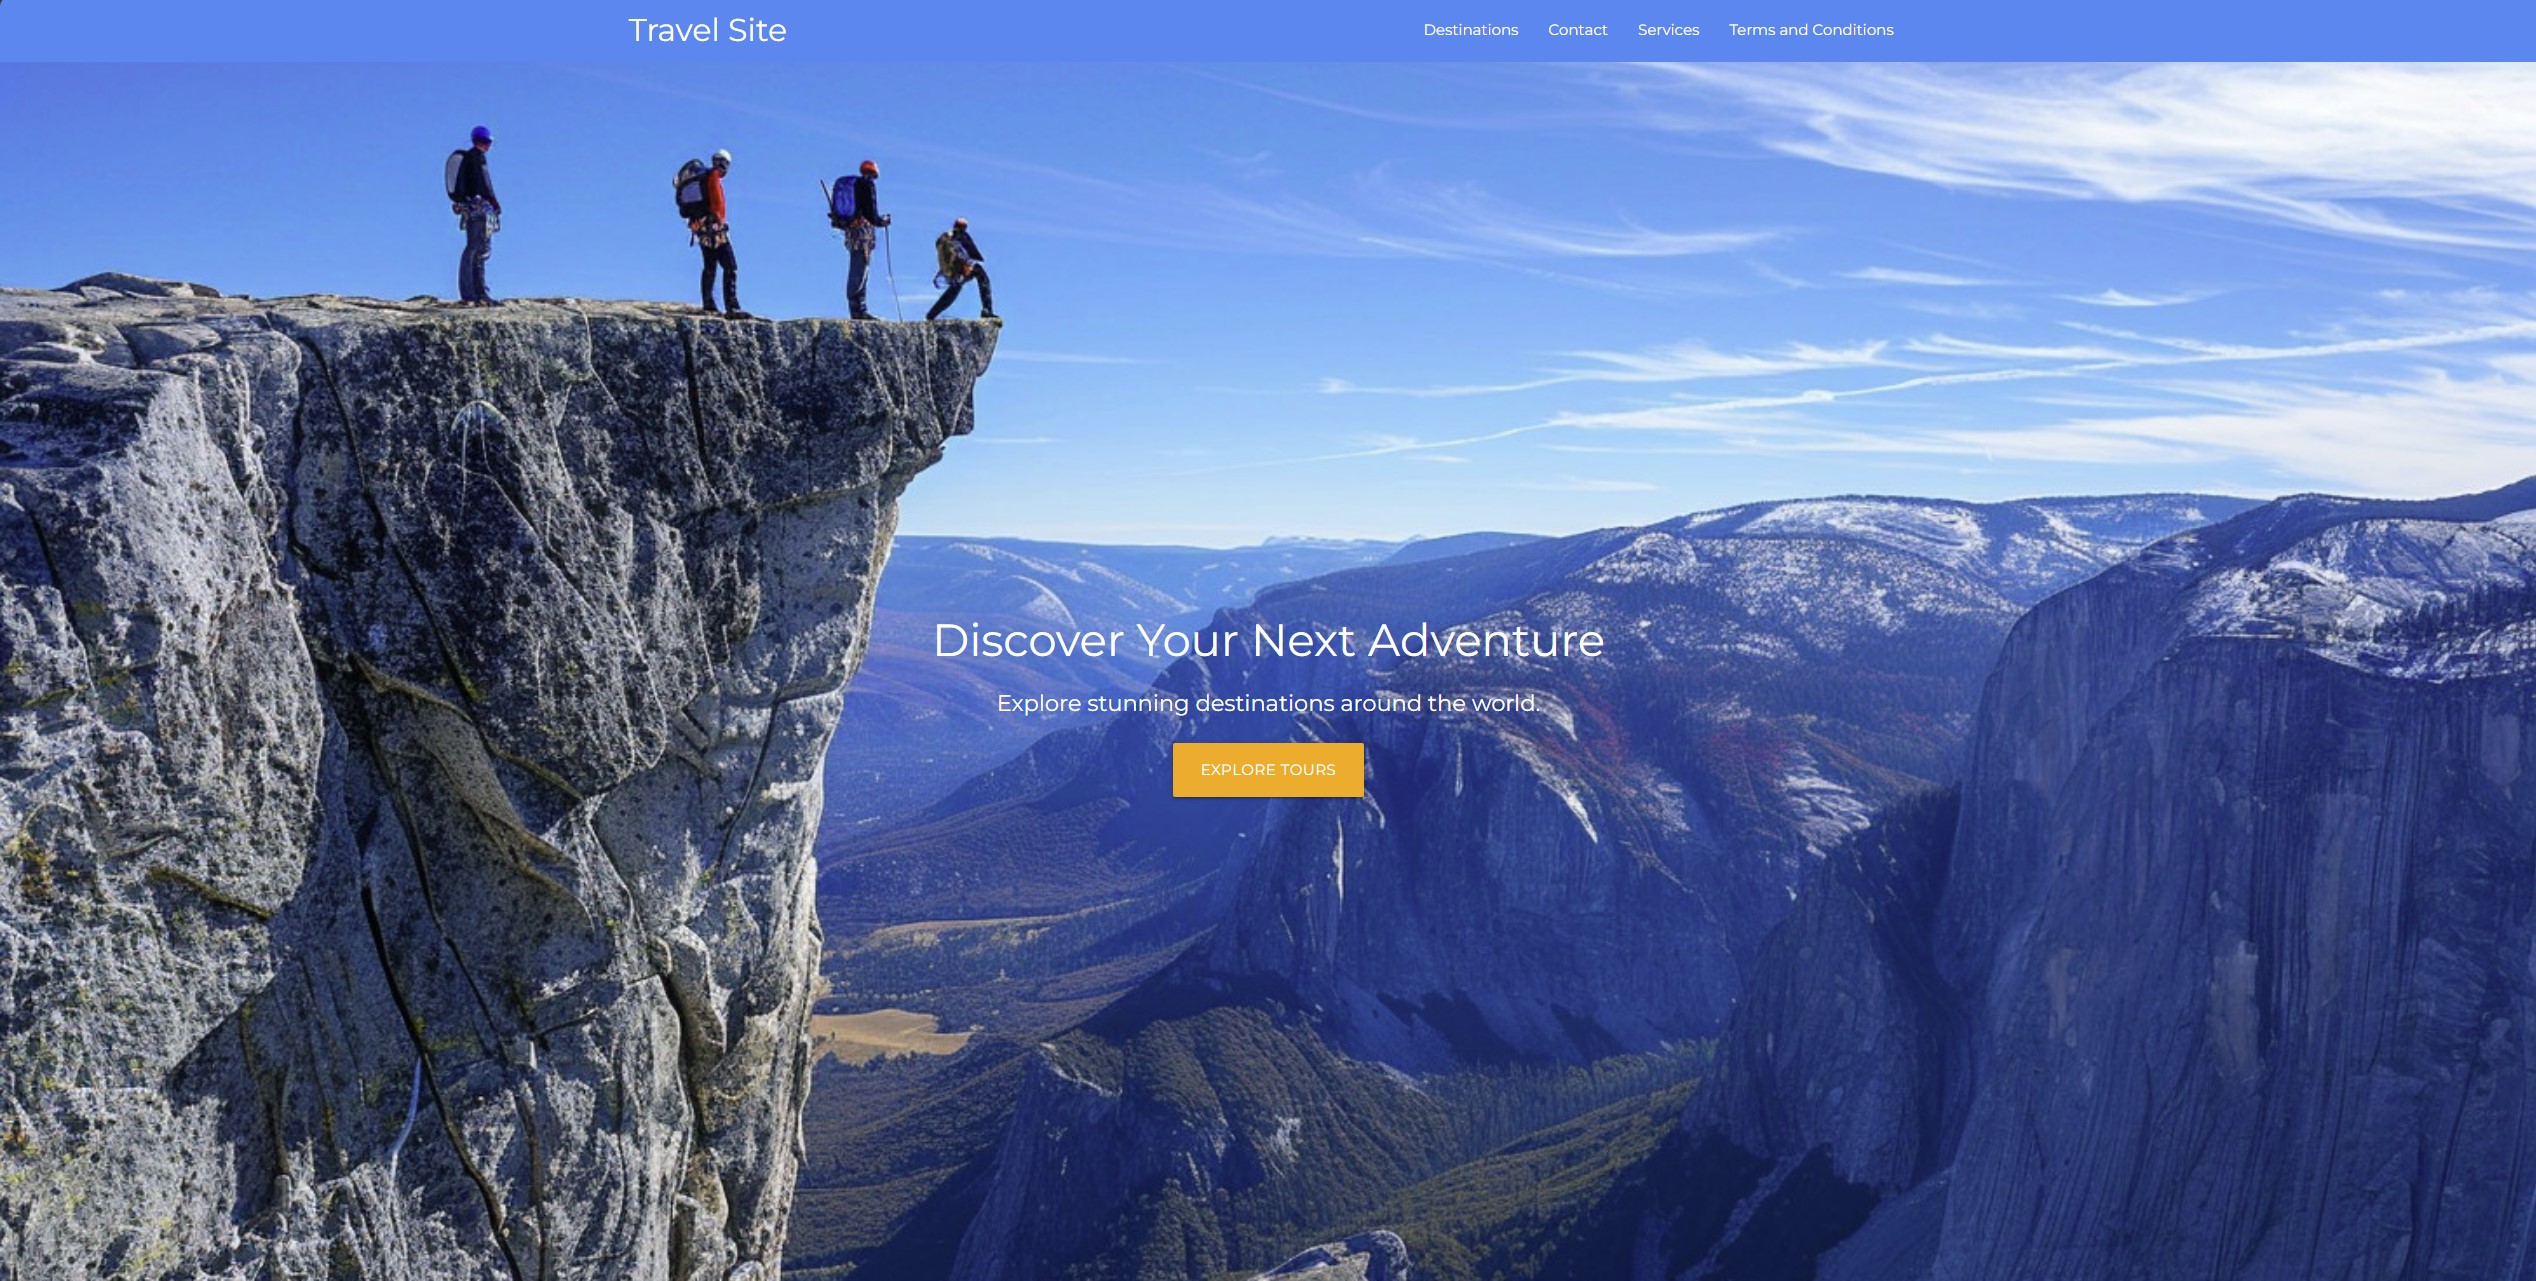 Travel Site
Destinations Contact Services Terms and Conditions
Discover Your Next Adventure
Explore stunning destinations around the world.
EXPLORE TOURS